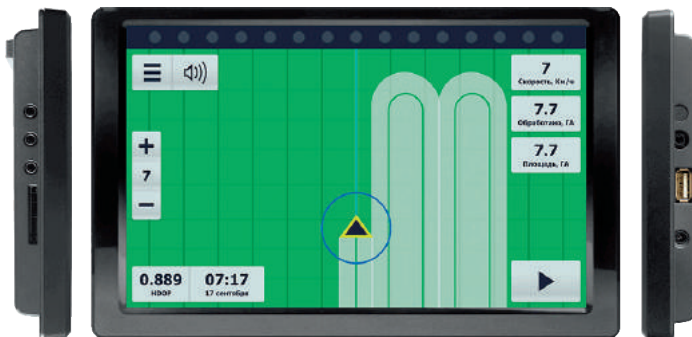 7
Скорость, Км/ч
7.7
Обработано, ГА
7.7
Площадь, ГА
+
7
−
0.889
HDOP
07:17
17 сентября